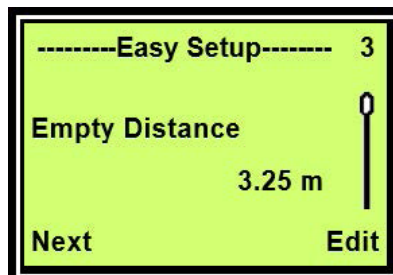 ---------Easy Setup-------- 3
Empty Distance
3.25 m
Next Edit